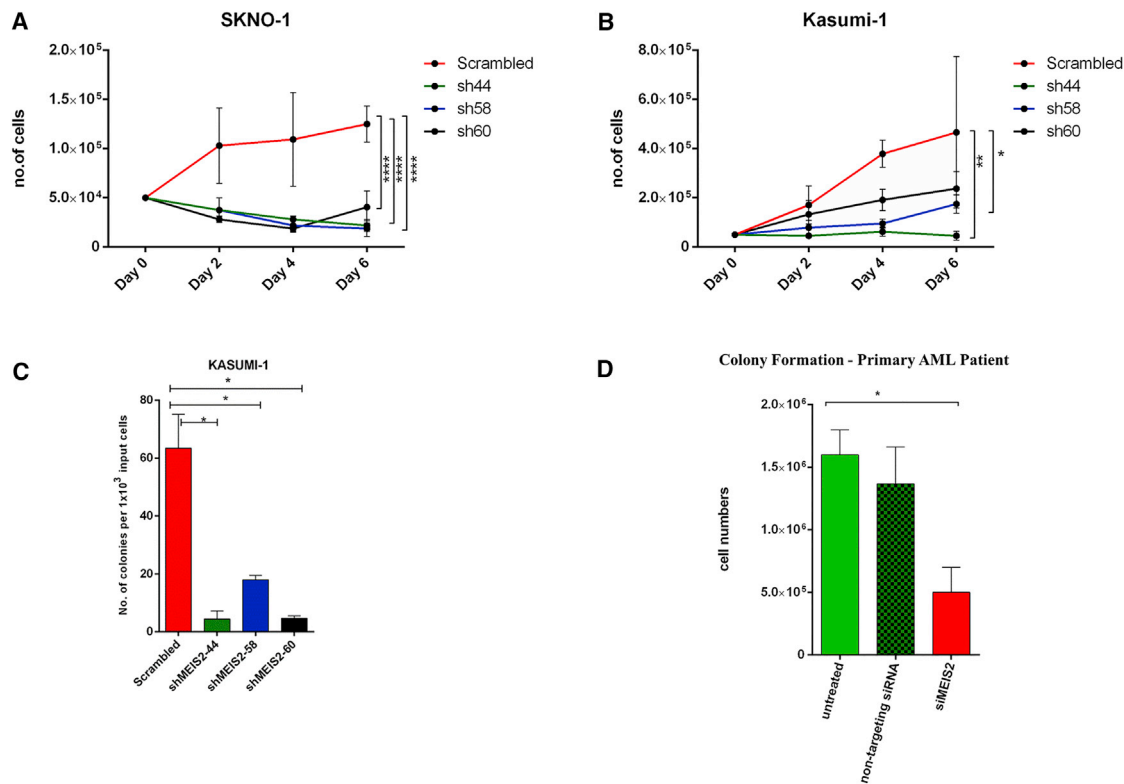 A
SKNO-1
2.0×10⁵
1.5×10⁵
1.0×10⁵
5.0×10⁴
0
no.of cells
Day 0
Day 2
Day 4
Day 6
****
****
****
Scrambled
sh44
sh58
sh60
B
Kasumi-1
8.0×10⁵
6.0×10⁵
4.0×10⁵
2.0×10⁵
0
no.of cells
Day 0
Day 2
Day 4
Day 6
**
*
Scrambled
sh44
sh58
sh60
C
KASUMI-1
*
*
*
80
60
40
20
0
No. of colonies per 1x10³ input cells
Scrambled
shMEIS2-44
shMEIS2-58
shMEIS2-60
D
Colony Formation - Primary AML Patient
*
2.0×10⁶
1.5×10⁶
1.0×10⁶
5.0×10⁵
0
cell numbers
untreated
non-targeting siRNA
siMEIS2